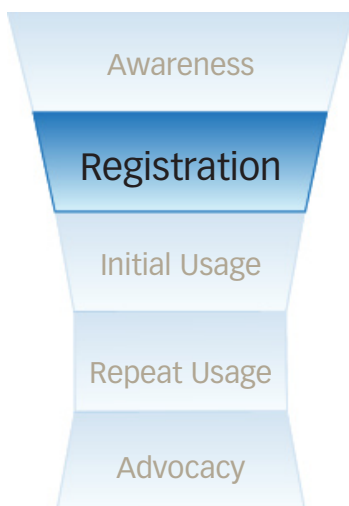 Awareness
Registration
Initial Usage
Repeat Usage
Advocacy